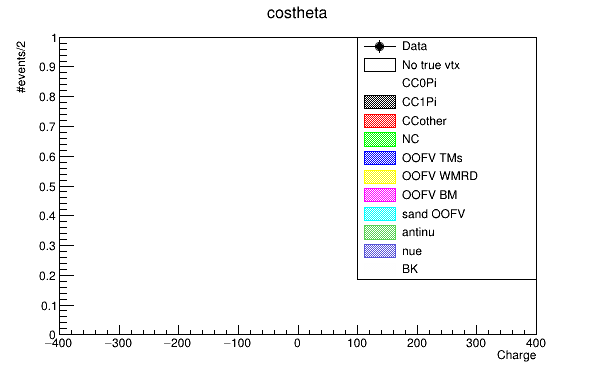 costheta
#events/2
1
0.9
0.8
0.7
0.6
0.5
0.4
0.3
0.2
0.1
0
−400 −300 −200 −100 0 100 200 300 400
Charge
Data
No true vtx
CC0Pi
CC1Pi
CCother
NC
OOFV TMs
OOFV WMRD
OOFV BM
sand OOFV
antinu
nue
BK